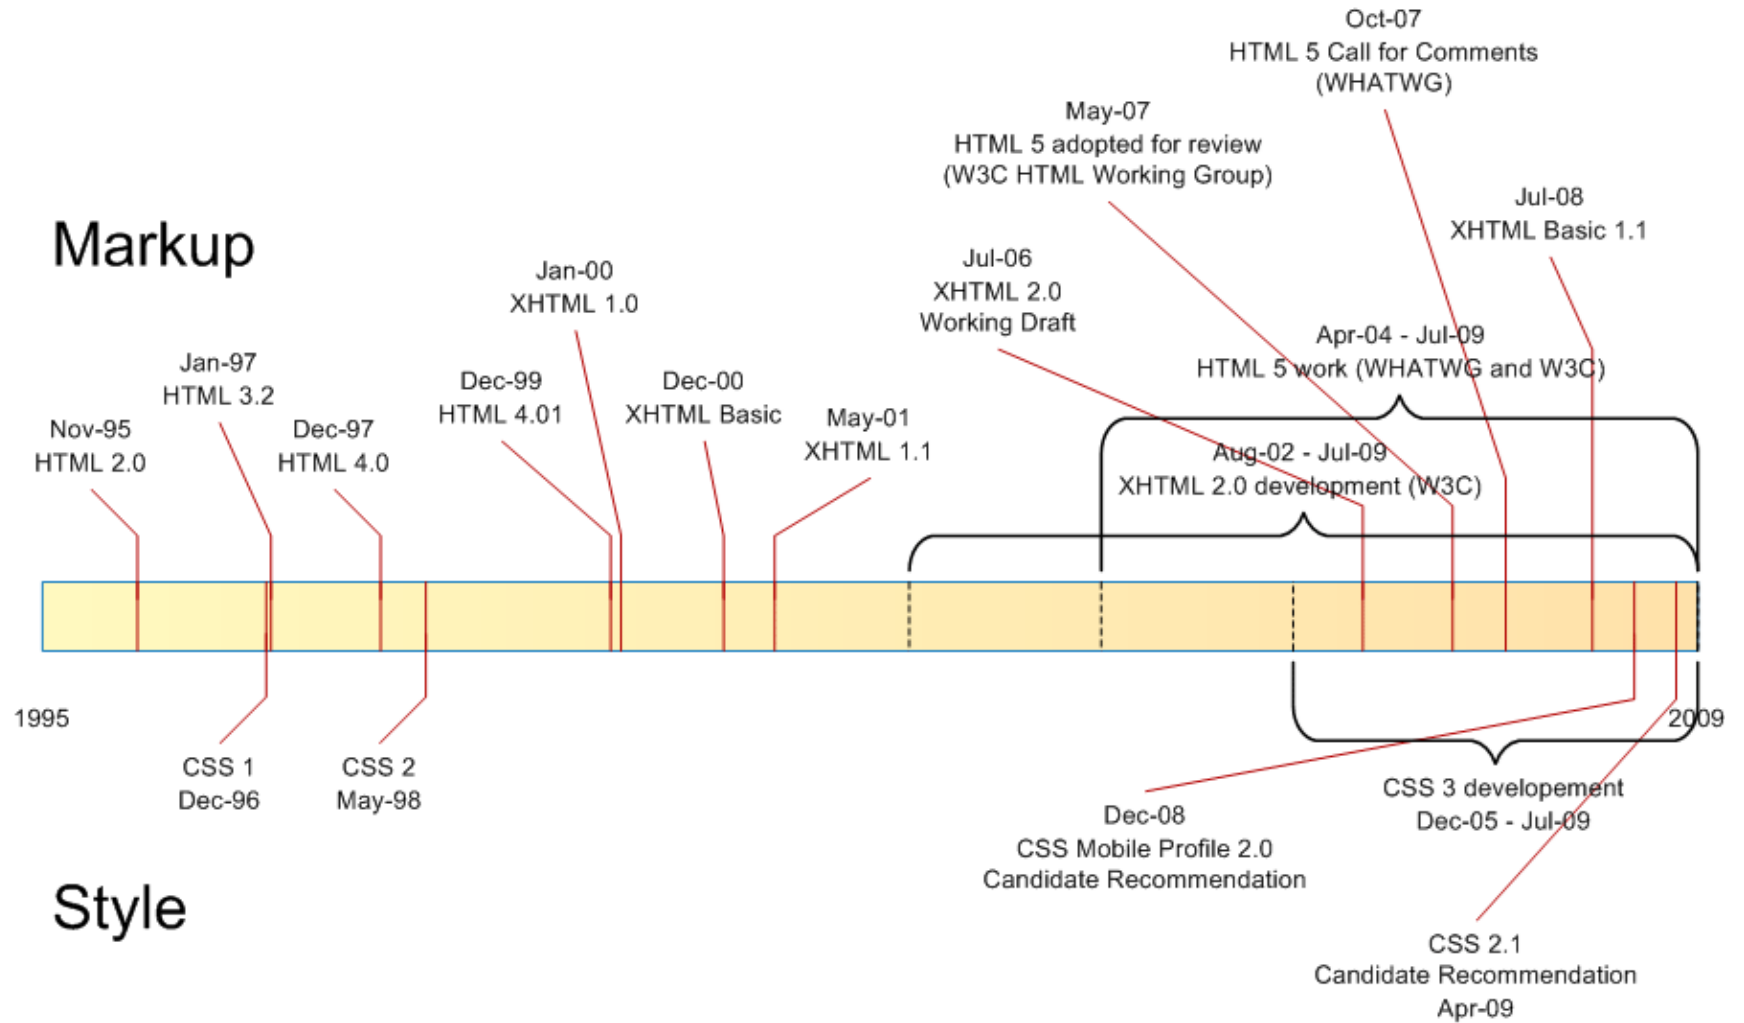 Oct-07
HTML 5 Call for Comments
(WHATWG)
May-07
HTML 5 adopted for review
(W3C HTML Working Group)
Jul-08
XHTML Basic 1.1
Markup
Jul-06
XHTML 2.0
Working Draft
Jan-00
XHTML 1.0
Apr-04 - Jul-09
HTML 5 work (WHATWG and W3C)
Jan-97
HTML 3.2
Dec-99
HTML 4.01
Dec-00
XHTML Basic
May-01
XHTML 1.1
Nov-95
HTML 2.0
Dec-97
HTML 4.0
Aug-02 - Jul-09
XHTML 2.0 development (W3C)
1995
2009
CSS 1
Dec-96
CSS 2
May-98
CSS 3 developement
Dec-05 - Jul-09
Dec-08
CSS Mobile Profile 2.0
Candidate Recommendation
Style
CSS 2.1
Candidate Recommendation
Apr-09